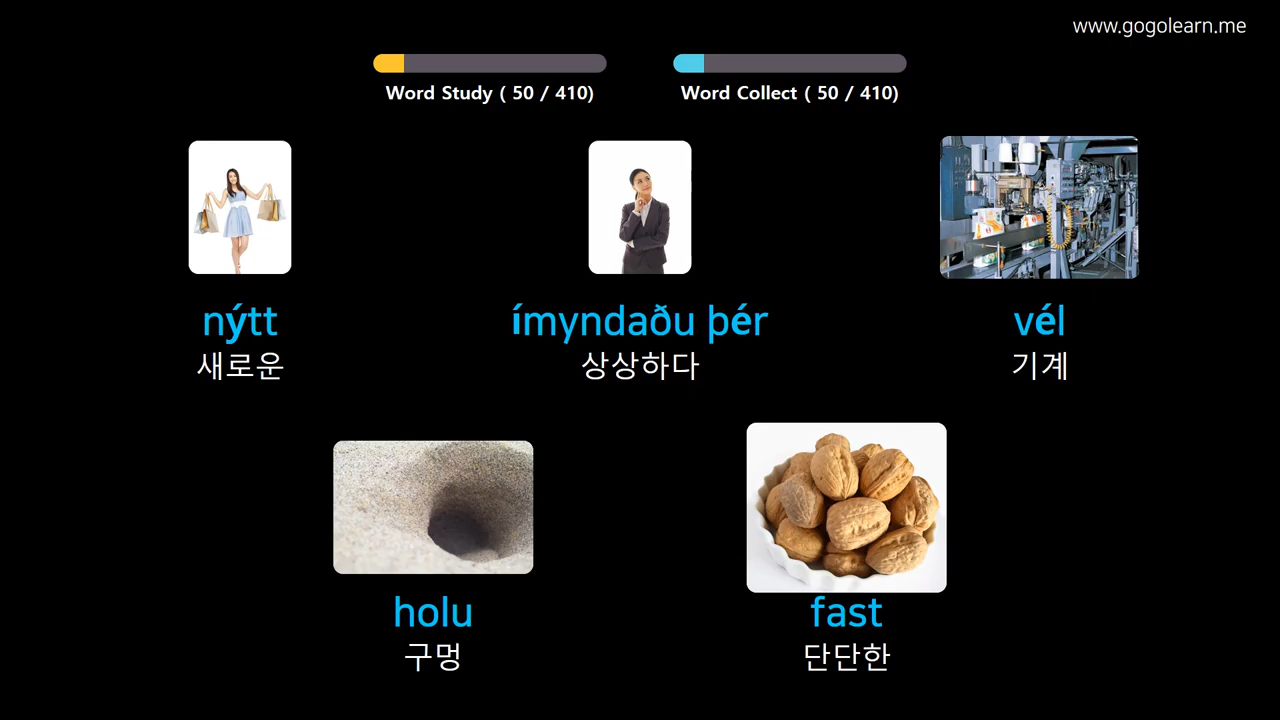 www.gogolearn.me
Word Study ( 50 / 410)
Word Collect ( 50 / 410)
nýtt
새로운
ímyndaðu þér
상상하다
vél
기계
holu
구멍
fast
단단한